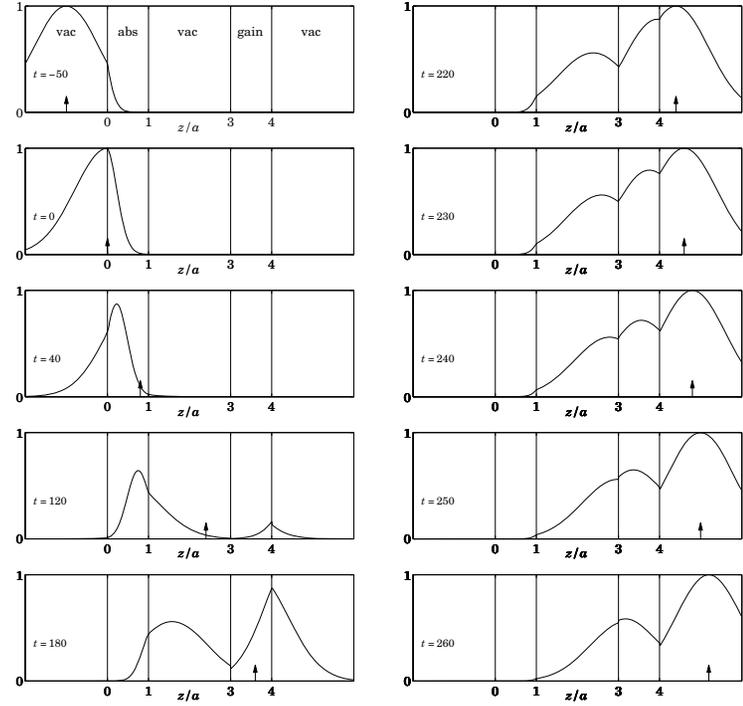 1
vac abs vac gain vac
t = −50
0
0 1 z/a 3 4
1
t = 0
0
0 1 z/a 3 4
1
t = 40
0
0 1 z/a 3 4
1
t = 120
0
0 1 z/a 3 4
1
t = 180
0
0 1 z/a 3 4
1
t = 220
0
0 1 z/a 3 4
1
t = 230
0
0 1 z/a 3 4
1
t = 240
0
0 1 z/a 3 4
1
t = 250
0
0 1 z/a 3 4
1
t = 260
0
0 1 z/a 3 4